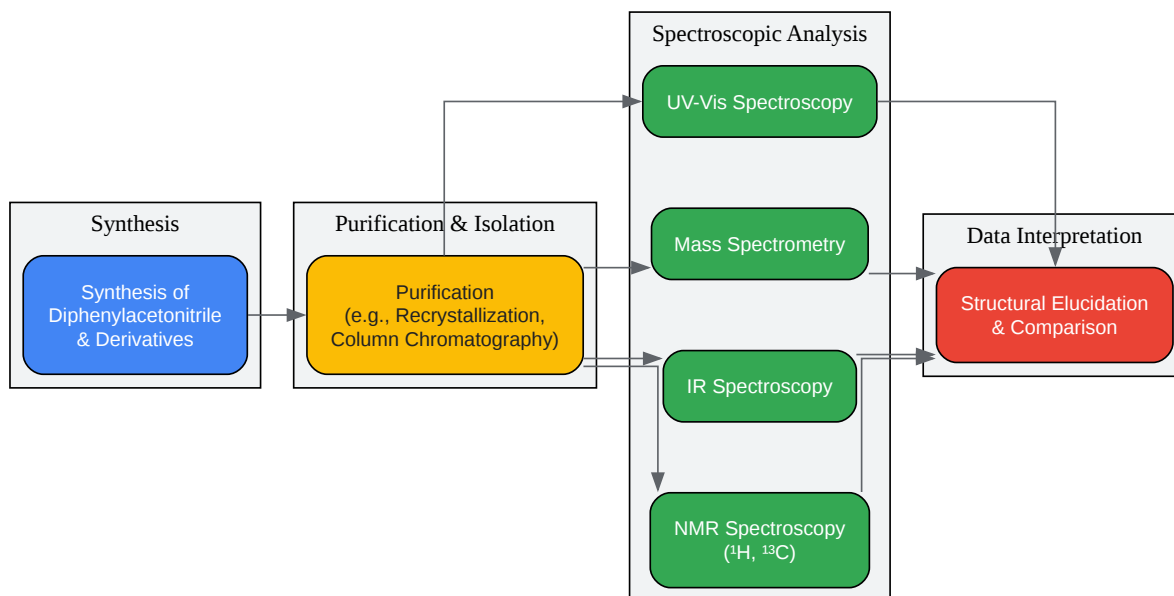 Synthesis
Synthesis of
Diphenylacetonitrile
& Derivatives
Purification & Isolation
Purification
(e.g., Recrystallization,
Column Chromatography)
Spectroscopic Analysis
UV-Vis Spectroscopy
Mass Spectrometry
IR Spectroscopy
NMR Spectroscopy
(¹H, ¹³C)
Data Interpretation
Structural Elucidation
& Comparison